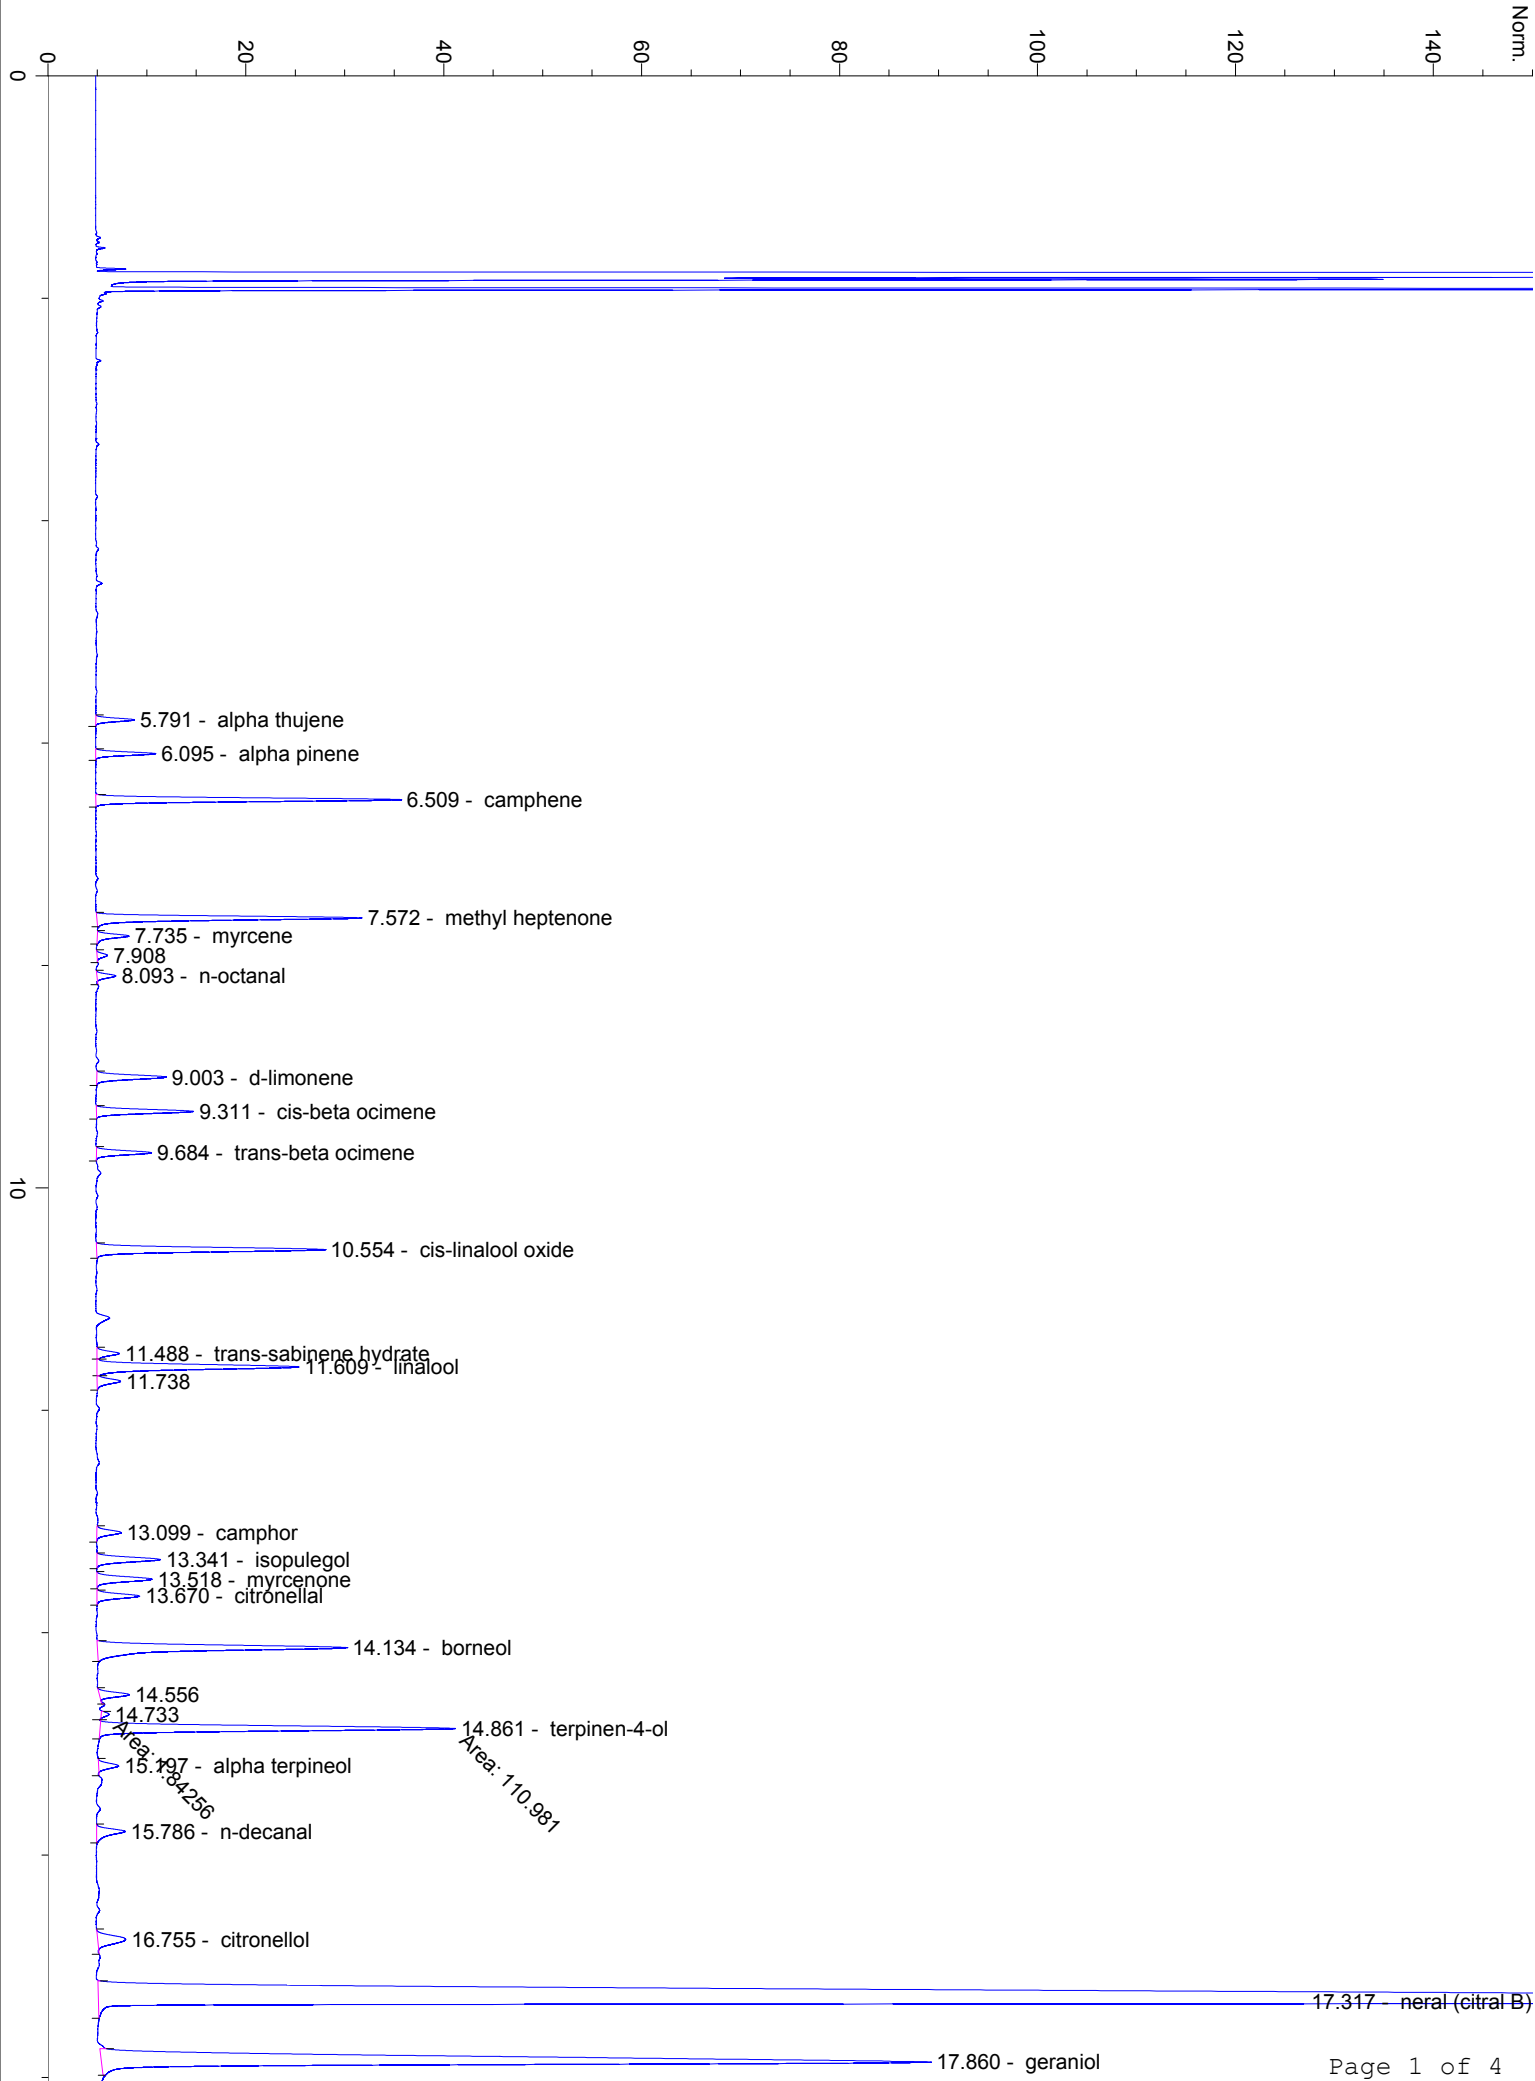 Norm.
0
20
40
60
80
100
120
140
0
5.791 - alpha thujene
6.095 - alpha pinene
6.509 - camphene
7.572 - methyl heptenone
7.735 - myrcene
7.908
8.093 - n-octanal
9.003 - d-limonene
9.311 - cis-beta ocimene
9.684 - trans-beta ocimene
10
10.554 - cis-linalool oxide
11.488 - trans-sabinene hydrate
11.609 - linalool
11.738
13.099 - camphor
13.341 - isopulegol
13.518 - myrcenone
13.670 - citronellal
14.134 - borneol
14.556
14.733
Area: 7.84256
14.861 - terpinen-4-ol
Area: 110.981
15.197 - alpha terpineol
15.786 - n-decanal
16.755 - citronellol
17.317 - neral (citral B)
17.860 - geraniol
Page 1 of 4